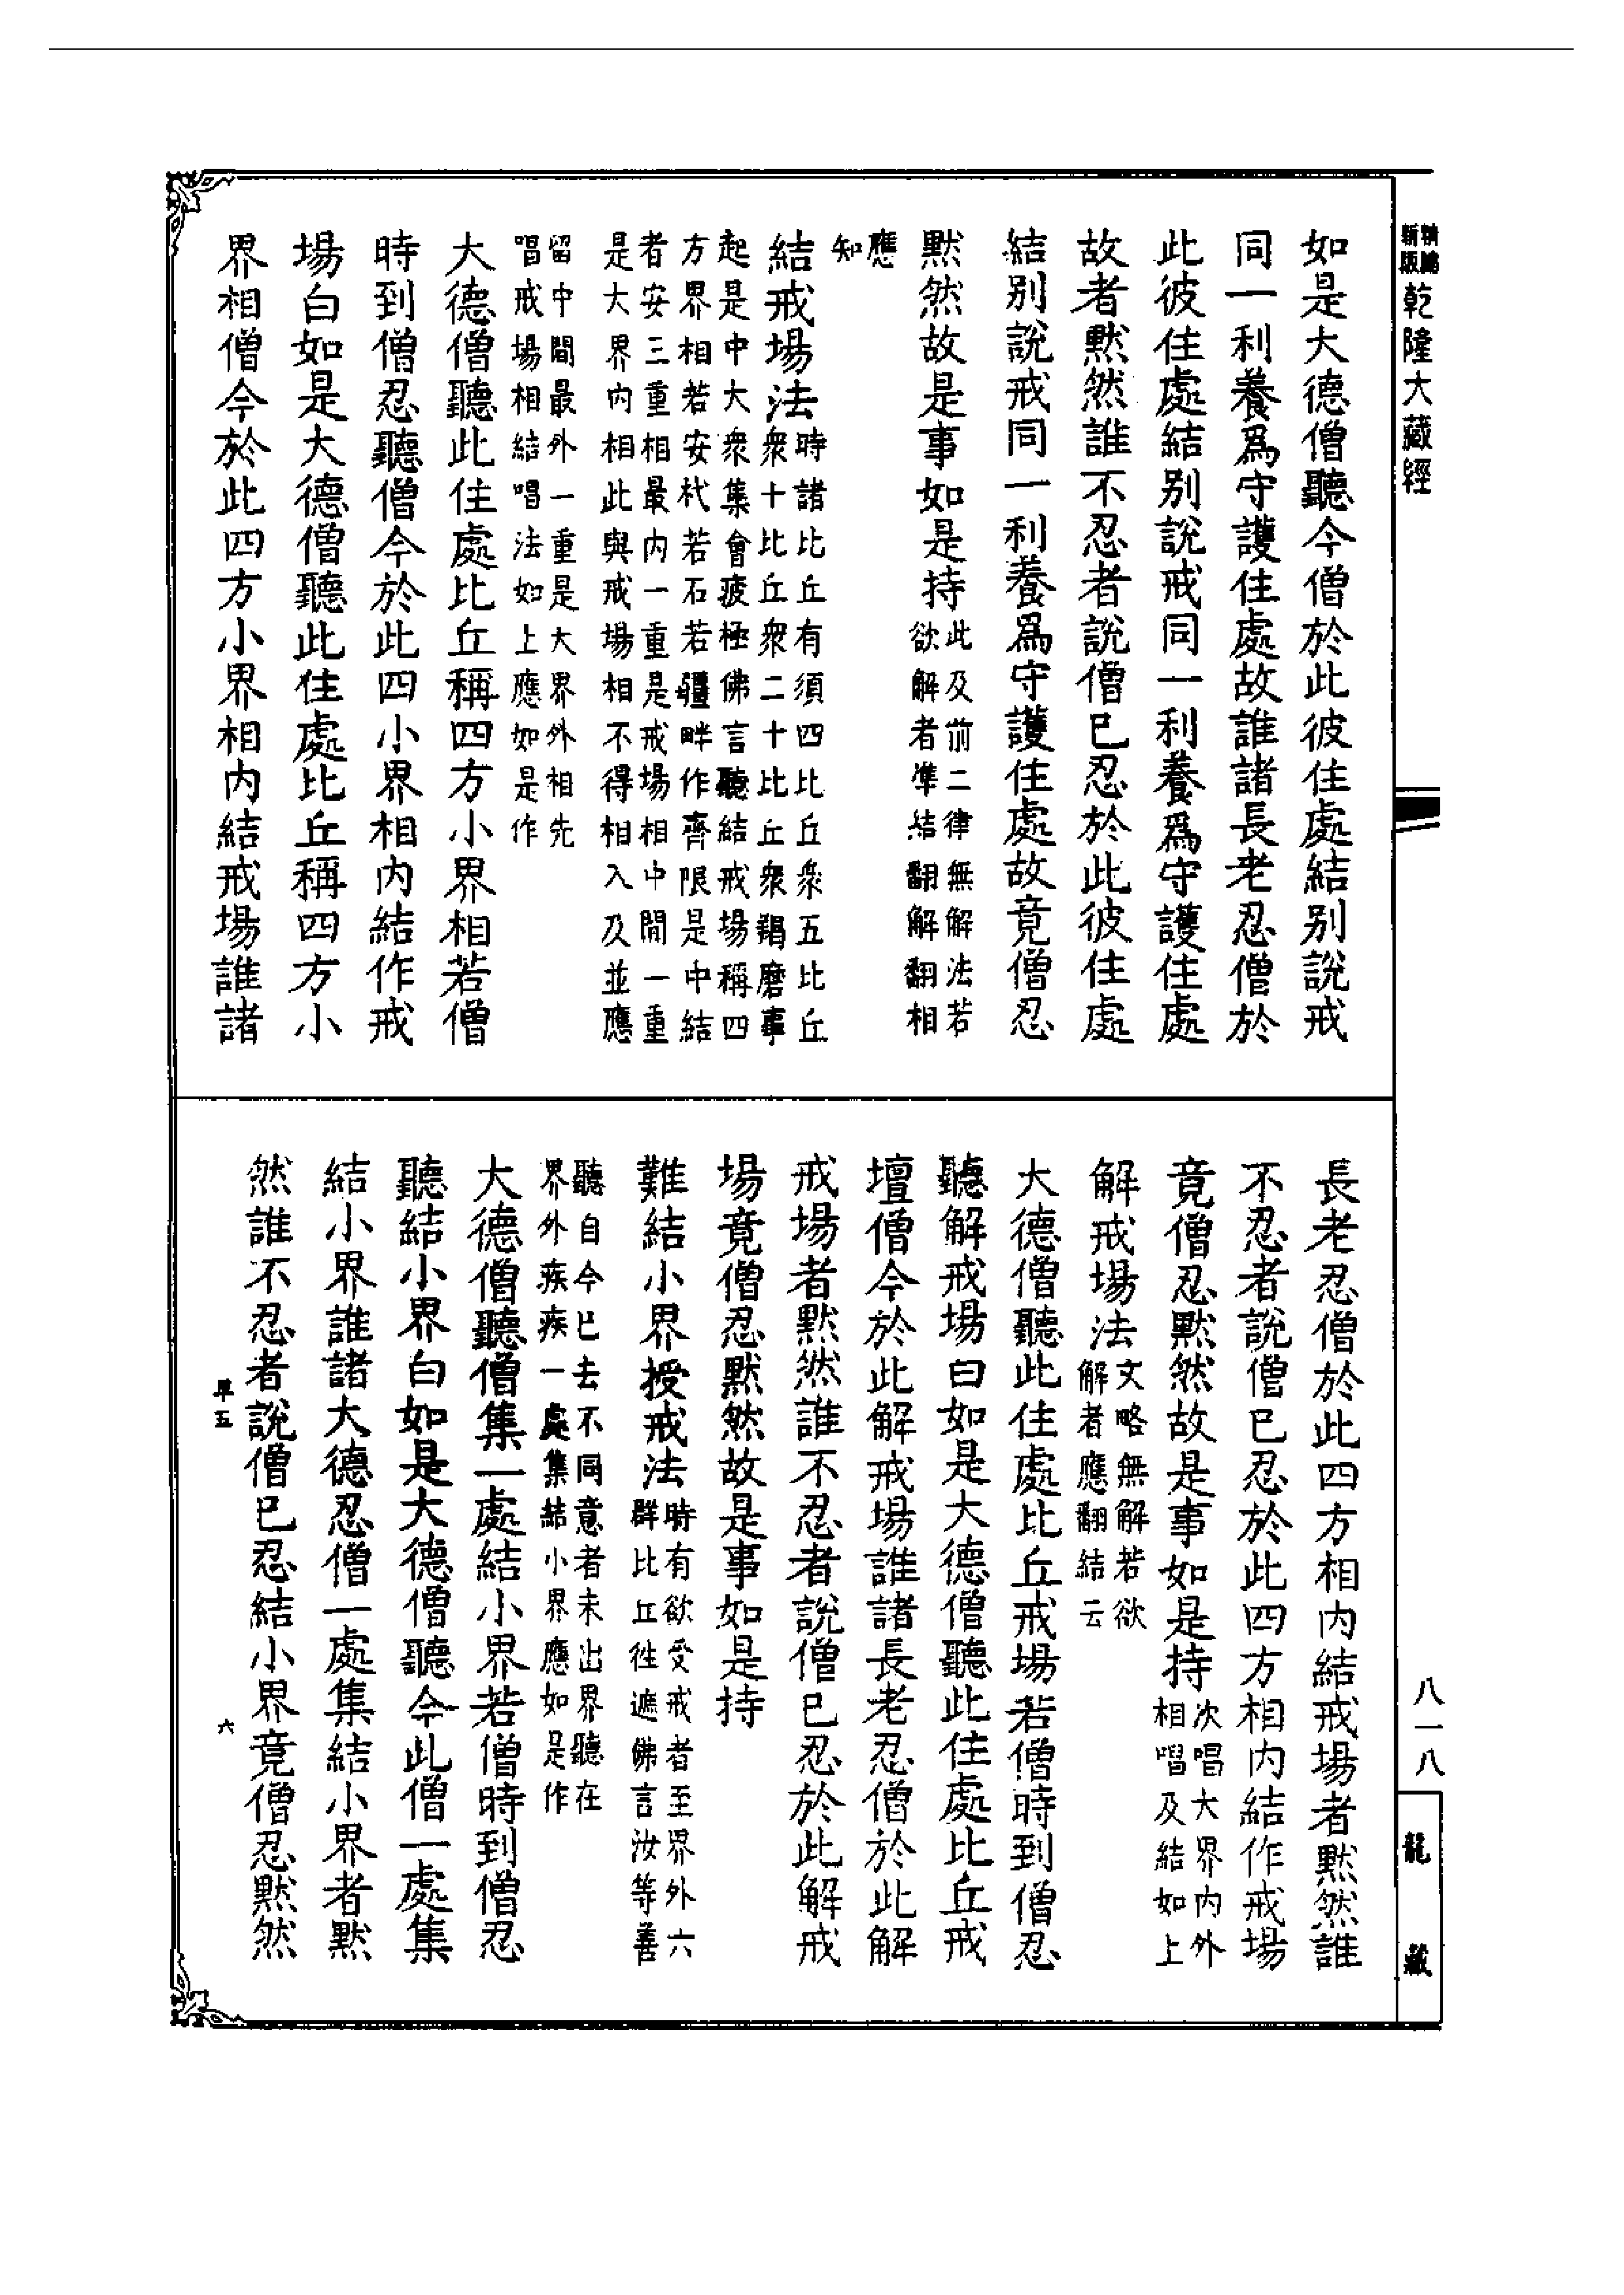 精編新版乾隆大藏經
如是大德僧聽今僧於此彼住處結别說戒
同一利養爲守護住處故誰諸長老忍僧於
此彼住處結别說戒同一利養爲守護住處
故者默然誰不忍者說僧已忍於此彼住處
結别說戒同一利養爲守護住處故竟僧忍
默然故是事如是持此及前二律無解法若
欲解者準結翻解翻相
應
知
結戒場法時諸比丘有須四比丘衆五比丘
衆十比丘衆二十比丘衆羯磨事
起是中大衆集會疲極佛言聽結戒場稱四
方界相若安杙若石若疆畔作齊限是中結
者安三重相最内一重是戒場相中間一重
是大界内相此與戒場相不得相入及並應
留中間最外一重是大界外相先
唱戒場相結唱法如上應如是作
大德僧聽此住處比丘稱四方小界相若僧
時到僧忍聽僧今於此四小界相内結作戒
場白如是大德僧聽此住處比丘稱四方小
界相僧今於此四方小界相内結戒場誰諸
長老忍僧於此四方相内結戒場者默然誰
不忍者說僧已忍於此四方相内結作戒場
竟僧忍默然故是事如是持次唱大界内外
相唱及結如上
解戒場法文略無解若欲
解者應翻結云
大德僧聽此住處比丘戒場若僧時到僧忍
聽解戒場白如是大德僧聽此住處比丘戒
壇僧今於此解戒場誰諸長老忍僧於此解
戒場者默然誰不忍者說僧已忍於此解戒
場竟僧忍默然故是事如是持
難結小界授戒法時有欲受戒者至界外六
群比丘往遮佛言汝等善
聽自今已去不同意者未出界聽在
界外疾疾一處集結小界應如是作
大德僧聽僧集一處結小界若僧時到僧忍
聽結小界白如是大德僧聽今此僧一處集
結小界誰諸大德忍僧一處集結小界者默
然誰不忍者說僧已忍結小界竟僧忍默然
八一八
龍藏
單五
六